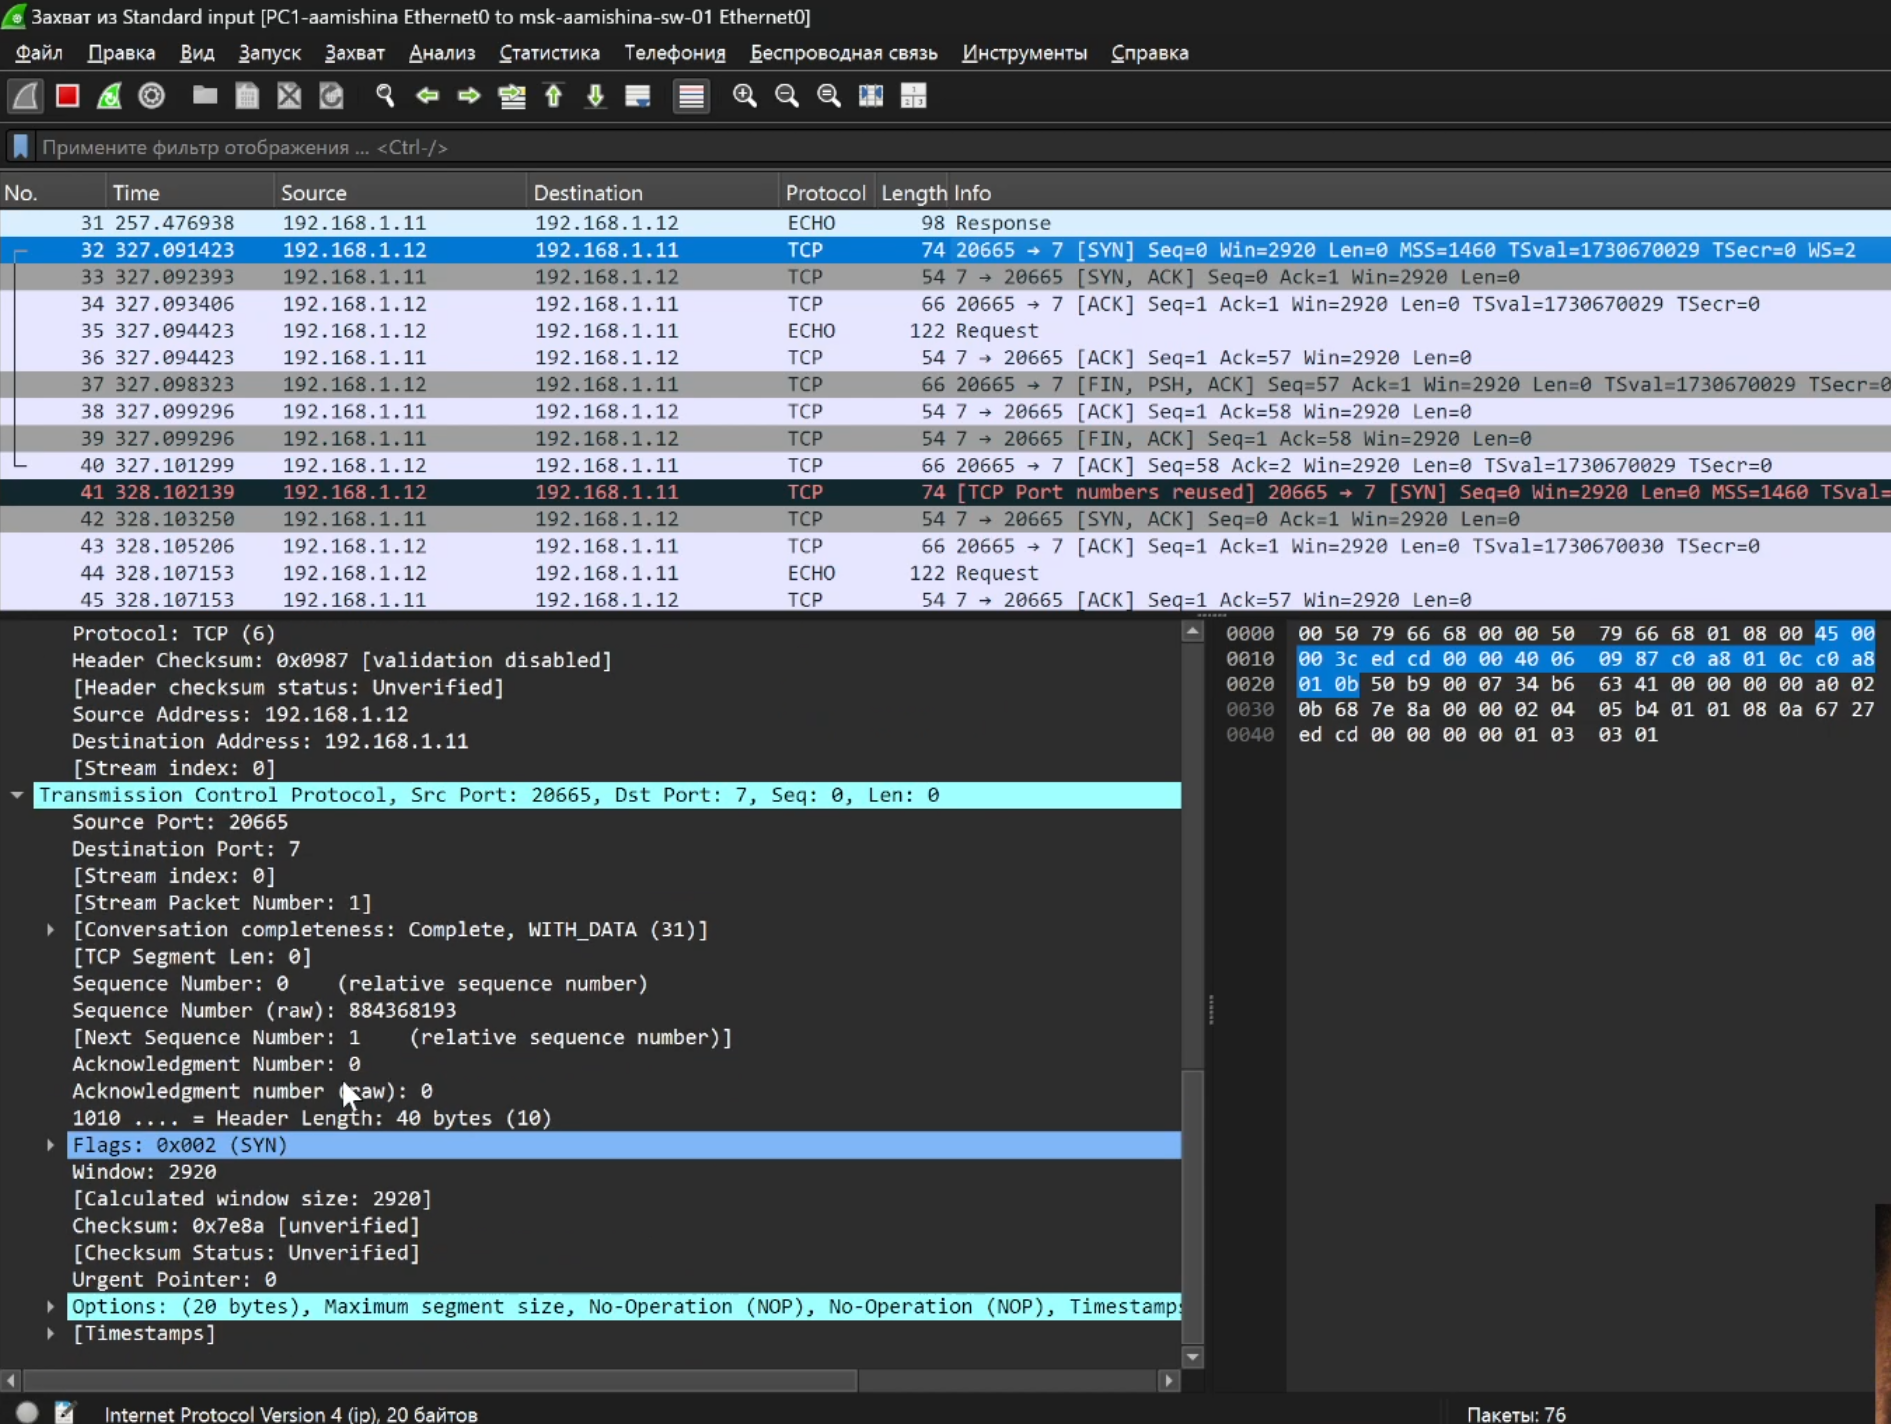 Захват из Standard input [PC1-aamishina Ethernet0 to msk-aamishina-sw-01 Ethernet0]
Файл Правка Вид Запуск Захват Анализ Статистика Телефония Беспроводная связь Инструменты Справка
Примените фильтр отображения ... <Ctrl-/>
No. Time Source Destination Protocol Length Info
31 257.476938 192.168.1.11 192.168.1.12 ECHO 98 Response
32 327.091423 192.168.1.12 192.168.1.11 TCP 74 20665 → 7 [SYN] Seq=0 Win=2920 Len=0 MSS=1460 TSval=1730670029 TSecr=0 WS=2
33 327.092393 192.168.1.11 192.168.1.12 TCP 54 7 → 20665 [SYN, ACK] Seq=0 Ack=1 Win=2920 Len=0
34 327.093406 192.168.1.12 192.168.1.11 TCP 66 20665 → 7 [ACK] Seq=1 Ack=1 Win=2920 Len=0 TSval=1730670029 TSecr=0
35 327.094423 192.168.1.12 192.168.1.11 ECHO 122 Request
36 327.094423 192.168.1.11 192.168.1.12 TCP 54 7 → 20665 [ACK] Seq=1 Ack=57 Win=2920 Len=0
37 327.098323 192.168.1.12 192.168.1.11 TCP 66 20665 → 7 [FIN, PSH, ACK] Seq=57 Ack=1 Win=2920 Len=0 TSval=1730670029 TSecr=0
38 327.099296 192.168.1.11 192.168.1.12 TCP 54 7 → 20665 [ACK] Seq=1 Ack=58 Win=2920 Len=0
39 327.099296 192.168.1.11 192.168.1.12 TCP 54 7 → 20665 [FIN, ACK] Seq=1 Ack=58 Win=2920 Len=0
40 327.101299 192.168.1.12 192.168.1.11 TCP 66 20665 → 7 [ACK] Seq=58 Ack=2 Win=2920 Len=0 TSval=1730670029 TSecr=0
41 328.102139 192.168.1.12 192.168.1.11 TCP 74 [TCP Port numbers reused] 20665 → 7 [SYN] Seq=0 Win=2920 Len=0 MSS=1460 TSval=
42 328.103250 192.168.1.11 192.168.1.12 TCP 54 7 → 20665 [SYN, ACK] Seq=0 Ack=1 Win=2920 Len=0
43 328.105206 192.168.1.12 192.168.1.11 TCP 66 20665 → 7 [ACK] Seq=1 Ack=1 Win=2920 Len=0 TSval=1730670030 TSecr=0
44 328.107153 192.168.1.12 192.168.1.11 ECHO 122 Request
45 328.107153 192.168.1.11 192.168.1.12 TCP 54 7 → 20665 [ACK] Seq=1 Ack=57 Win=2920 Len=0
Protocol: TCP (6)
Header Checksum: 0x0987 [validation disabled]
[Header checksum status: Unverified]
Source Address: 192.168.1.12
Destination Address: 192.168.1.11
[Stream index: 0]
Transmission Control Protocol, Src Port: 20665, Dst Port: 7, Seq: 0, Len: 0
Source Port: 20665
Destination Port: 7
[Stream index: 0]
[Stream Packet Number: 1]
[Conversation completeness: Complete, WITH_DATA (31)]
[TCP Segment Len: 0]
Sequence Number: 0 (relative sequence number)
Sequence Number (raw): 884368193
[Next Sequence Number: 1 (relative sequence number)]
Acknowledgment Number: 0
Acknowledgment number (raw): 0
1010 .... = Header Length: 40 bytes (10)
Flags: 0x002 (SYN)
Window: 2920
[Calculated window size: 2920]
Checksum: 0x7e8a [unverified]
[Checksum Status: Unverified]
Urgent Pointer: 0
Options: (20 bytes), Maximum segment size, No-Operation (NOP), No-Operation (NOP), Timestamps
[Timestamps]
0000 00 50 79 66 68 00 00 50 79 66 68 01 08 00 45 00
0010 00 3c ed cd 00 00 40 06 09 87 c0 a8 01 0c c0 a8
0020 01 0b 50 b9 00 07 34 b6 63 41 00 00 00 00 a0 02
0030 0b 68 7e 8a 00 00 02 04 05 b4 01 01 08 0a 67 27
0040 ed cd 00 00 00 00 01 03 03 01
Internet Protocol Version 4 (ip), 20 байтов
Пакеты: 76